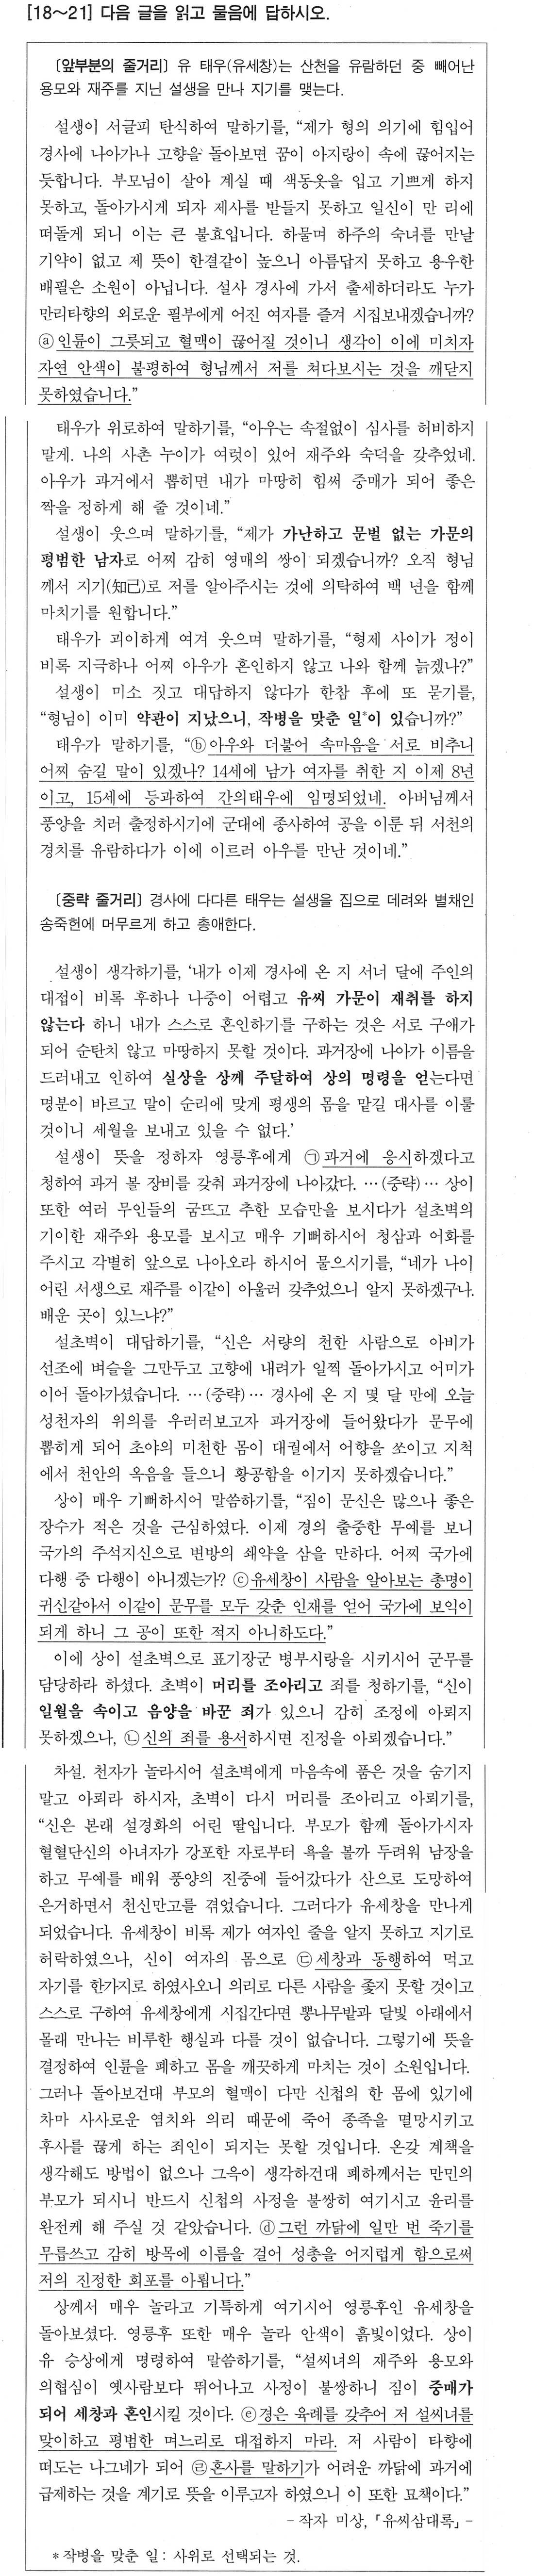 [18～21] 다음 글을 읽고 물음에 답하시오.
〔앞부분의 줄거리〕 유 태우(유세창)는 산천을 유람하던 중 빼어난
용모와 재주를 지닌 설생을 만나 지기를 맺는다.
설생이 서글피 탄식하여 말하기를, “제가 형의 의기에 힘입어
경사에 나아가나 고향을 돌아보면 꿈이 아지랑이 속에 끊어지는
듯합니다. 부모님이 살아 계실 때 색동옷을 입고 기쁘게 하지
못하고, 돌아가시게 되자 제사를 받들지 못하고 일신이 만 리에
떠돌게 되니 이는 큰 불효입니다. 하물며 하주의 숙녀를 만날
기약이 없고 제 뜻이 한결같이 높으니 아름답지 못하고 용우한
배필은 소원이 아닙니다. 설사 경사에 가서 출세하더라도 누가
만리타향의 외로운 필부에게 어진 여자를 즐겨 시집보내겠습니까?
ⓐ인륜이 그릇되고 혈맥이 끊어질 것이니 생각이 이에 미치자
자연 안색이 불평하여 형님께서 저를 쳐다보시는 것을 깨닫지
못하였습니다.”
태우가 위로하여 말하기를, “아우는 속절없이 심사를 허비하지
말게. 나의 사촌 누이가 여럿이 있어 재주와 숙덕을 갖추었네.
아우가 과거에서 뽑히면 내가 마땅히 힘써 중매가 되어 좋은
짝을 정하게 해 줄 것이네.”
설생이 웃으며 말하기를, “제가 가난하고 문벌 없는 가문의
평범한 남자로 어찌 감히 영매의 쌍이 되겠습니까? 오직 형님
께서 지기(知己)로 저를 알아주시는 것에 의탁하여 백 년을 함께
마치기를 원합니다.”
태우가 괴이하게 여겨 웃으며 말하기를, “형제 사이가 정이
비록 지극하나 어찌 아우가 혼인하지 않고 나와 함께 늙겠나?”
설생이 미소 짓고 대답하지 않다가 한참 후에 또 묻기를,
“형님이 이미 약관이 지났으니, 작병을 맞춘 일*이 있습니까?”
태우가 말하기를, “ⓑ아우와 더불어 속마음을 서로 비추니
어찌 숨길 말이 있겠나? 14세에 남가 여자를 취한 지 이제 8년
이고, 15세에 등과하여 간의태우에 임명되었네. 아버님께서
풍양을 치러 출정하시기에 군대에 종사하여 공을 이룬 뒤 서천의
경치를 유람하다가 이에 이르러 아우를 만난 것이네.”
〔중략 줄거리〕 경사에 다다른 태우는 설생을 집으로 데려와 별채인
송죽헌에 머무르게 하고 총애한다.
설생이 생각하기를, ‘내가 이제 경사에 온 지 서너 달에 주인의
대접이 비록 후하나 나중이 어렵고 유씨 가문이 재취를 하지
않는다 하니 내가 스스로 혼인하기를 구하는 것은 서로 구애가
되어 순탄치 않고 마땅하지 못할 것이다. 과거장에 나아가 이름을
드러내고 인하여 실상을 상께 주달하여 상의 명령을 얻는다면
명분이 바르고 말이 순리에 맞게 평생의 몸을 맡길 대사를 이룰
것이니 세월을 보내고 있을 수 없다.’
설생이 뜻을 정하자 영릉후에게 ㉠과거에 응시하겠다고
청하여 과거 볼 장비를 갖춰 과거장에 나아갔다. …(중략)… 상이
또한 여러 무인들의 굼뜨고 추한 모습만을 보시다가 설초벽의
기이한 재주와 용모를 보시고 매우 기뻐하시어 청삼과 어화를
주시고 각별히 앞으로 나아오라 하시어 물으시기를, “네가 나이
어린 서생으로 재주를 이같이 아울러 갖추었으니 알지 못하겠구나.
배운 곳이 있느냐?”
설초벽이 대답하기를, “신은 서량의 천한 사람으로 아비가
선조에 벼슬을 그만두고 고향에 내려가 일찍 돌아가시고 어미가
이어 돌아가셨습니다. …(중략)… 경사에 온 지 몇 달 만에 오늘
성천자의 위의를 우러러보고자 과거장에 들어왔다가 문무에
뽑히게 되어 초야의 미천한 몸이 대궐에서 어향을 쏘이고 지척
에서 천안의 옥음을 들으니 황공함을 이기지 못하겠습니다.”
상이 매우 기뻐하시어 말씀하기를, “짐이 문신은 많으나 좋은
장수가 적은 것을 근심하였다. 이제 경의 출중한 무예를 보니
국가의 주석지신으로 변방의 쇄약을 삼을 만하다. 어찌 국가에
다행 중 다행이 아니겠는가? ⓒ유세창이 사람을 알아보는 총명이
귀신같아서 이같이 문무를 모두 갖춘 인재를 얻어 국가에 보익이
되게 하니 그 공이 또한 적지 아니하도다.”
이에 상이 설초벽으로 표기장군 병부시랑을 시키시어 군무를
담당하라 하셨다. 초벽이 머리를 조아리고 죄를 청하기를, “신이
일월을 속이고 음양을 바꾼 죄가 있으니 감히 조정에 아뢰지
못하겠으나, ㉡신의 죄를 용서하시면 진정을 아뢰겠습니다.”
차설. 천자가 놀라시어 설초벽에게 마음속에 품은 것을 숨기지
말고 아뢰라 하시자, 초벽이 다시 머리를 조아리고 아뢰기를,
“신은 본래 설경화의 어린 딸입니다. 부모가 함께 돌아가시자
혈혈단신의 아녀자가 강포한 자로부터 욕을 볼까 두려워 남장을
하고 무예를 배워 풍양의 진중에 들어갔다가 산으로 도망하여
은거하면서 천신만고를 겪었습니다. 그러다가 유세창을 만나게
되었습니다. 유세창이 비록 제가 여자인 줄을 알지 못하고 지기로
허락하였으나, 신이 여자의 몸으로 ㉢세창과 동행하여 먹고
자기를 한가지로 하였사오니 의리로 다른 사람을 좇지 못할 것이고
스스로 구하여 유세창에게 시집간다면 뽕나무밭과 달빛 아래에서
몰래 만나는 비루한 행실과 다를 것이 없습니다. 그렇기에 뜻을
결정하여 인륜을 폐하고 몸을 깨끗하게 마치는 것이 소원입니다.
그러나 돌아보건대 부모의 혈맥이 다만 신첩의 한 몸에 있기에
차마 사사로운 염치와 의리 때문에 죽어 종족을 멸망시키고
후사를 끊게 하는 죄인이 되지는 못할 것입니다. 온갖 계책을
생각해도 방법이 없으나 그윽이 생각하건대 폐하께서는 만민의
부모가 되시니 반드시 신첩의 사정을 불쌍히 여기시고 윤리를
완전케 해 주실 것 같았습니다. ⓓ그런 까닭에 일만 번 죽기를
무릅쓰고 감히 방목에 이름을 걸어 성총을 어지럽게 함으로써
저의 진정한 회포를 아룁니다.”
상께서 매우 놀라고 기특하게 여기시어 영릉후인 유세창을
돌아보셨다. 영릉후 또한 매우 놀라 안색이 흙빛이었다. 상이
유 승상에게 명령하여 말씀하기를, “설씨녀의 재주와 용모와
의협심이 옛사람보다 뛰어나고 사정이 불쌍하니 짐이 중매가
되어 세창과 혼인시킬 것이다. ⓔ경은 육례를 갖추어 저 설씨녀를
맞이하고 평범한 며느리로 대접하지 마라. 저 사람이 타향에
떠도는 나그네가 되어 ㉣혼사를 말하기가 어려운 까닭에 과거에
급제하는 것을 계기로 뜻을 이루고자 하였으니 이 또한 묘책이다.”
- 작자 미상, 「유씨삼대록」 -
* 작병을 맞춘 일 : 사위로 선택되는 것.